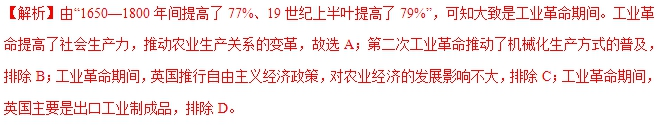 【解析】由“1650—1800 年间提高了 77%、19 世纪上半叶提高了 79%”，可知大致是工业革命期间。工业革
命提高了社会生产力，推动农业生产关系的变革，故选 A；第二次工业革命推动了机械化生产方式的普及，
排除 B；工业革命期间，英国推行自由主义经济政策，对农业经济的发展影响不大，排除 C；工业革命期间，
英国主要是出口工业制成品，排除 D。